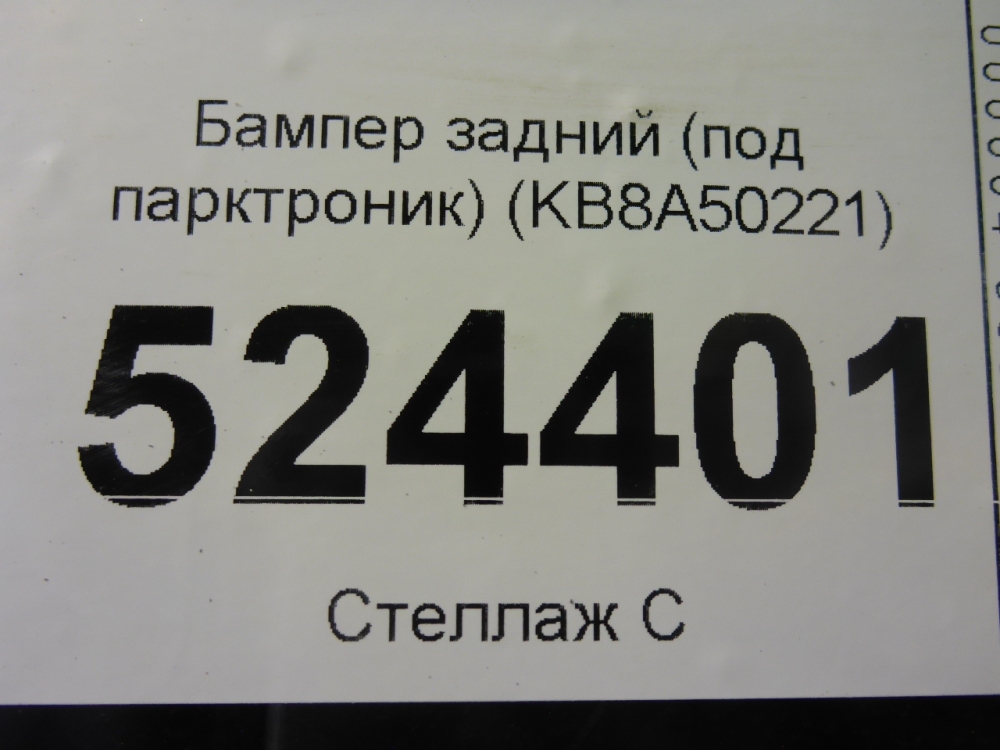 Бампер задний (под
парктроник) (KB8A50221)
524401
Стеллаж С